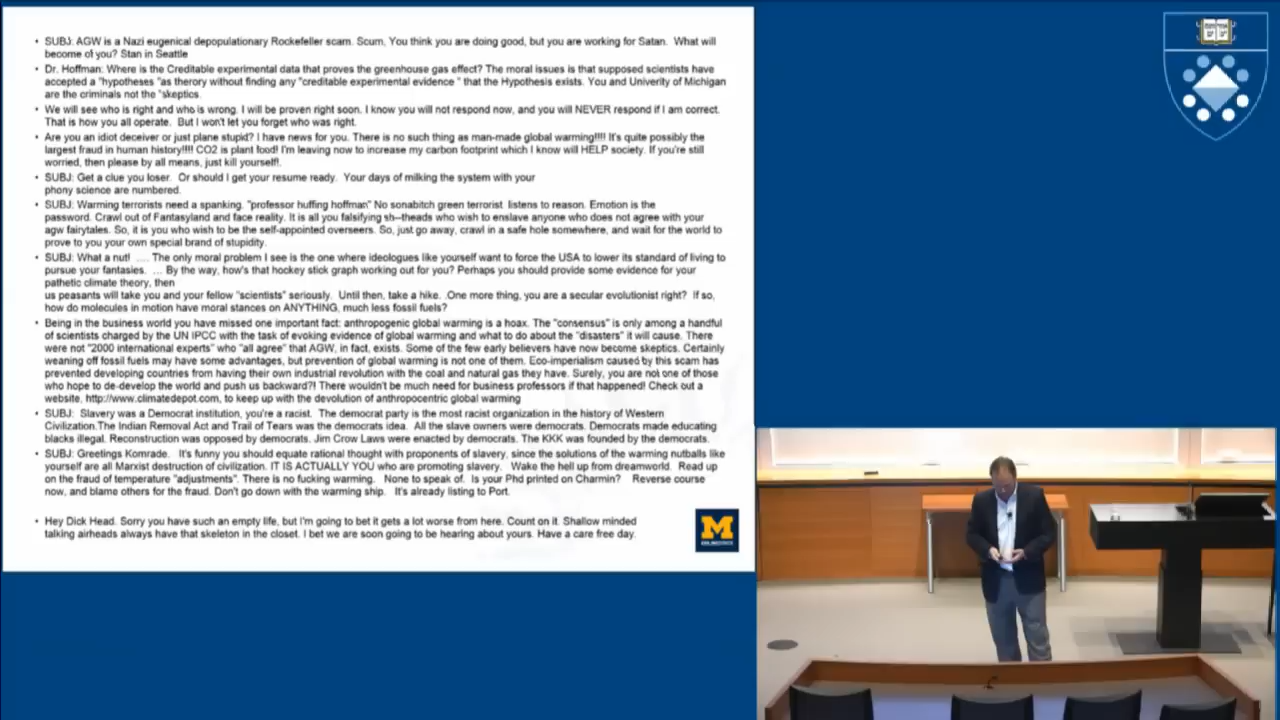 • SUBJ: AGW is a Nazi eugenical depopulationary Rockefeller scam. Scum, You think you are doing good, but you are working for Satan. What will
become of you? Stan in Seattle
• Dr. Hoffman: Where is the Creditable experimental data that proves the greenhouse gas effect? The moral issues is that supposed scientists have
accepted a "hypotheses "as therory without finding any "creditable experimental evidence " that the Hypothesis exists. You and Univerity of Michigan
are the criminals not the "skeptics.
• We will see who is right and who is wrong. I will be proven right soon. I know you will not respond now, and you will NEVER respond if I am correct.
That is how you all operate. But I won't let you forget who was right.
• Are you an idiot deceiver or just plane stupid? I have news for you. There is no such thing as man-made global warming!!!! It's quite possibly the
largest fraud in human history!!!! CO2 is plant food! I'm leaving now to increase my carbon footprint which I know will HELP society. If you're still
worried, then please by all means, just kill yourself!.
• SUBJ: Get a clue you loser. Or should I get your resume ready. Your days of milking the system with your
phony science are numbered.
• SUBJ: Warming terrorists need a spanking. "professor huffing hoffman" No sonabitch green terrorist listens to reason. Emotion is the
password. Crawl out of Fantasyland and face reality. It is all you falsifying sh--theads who wish to enslave anyone who does not agree with your
agw fairytales. So, it is you who wish to be the self-appointed overseers. So, just go away, crawl in a safe hole somewhere, and wait for the world to
prove to you your own special brand of stupidity.
• SUBJ: What a nut! .... The only moral problem I see is the one where ideologues like yourself want to force the USA to lower its standard of living to
pursue your fantasies. ... By the way, how's that hockey stick graph working out for you? Perhaps you should provide some evidence for your
pathetic climate theory, then
us peasants will take you and your fellow "scientists" seriously. Until then, take a hike. .One more thing, you are a secular evolutionist right? If so,
how do molecules in motion have moral stances on ANYTHING, much less fossil fuels?
• Being in the business world you have missed one important fact: anthropogenic global warming is a hoax. The "consensus" is only among a handful
of scientists charged by the UN IPCC with the task of evoking evidence of global warming and what to do about the "disasters" it will cause. There
were not "2000 international experts" who "all agree" that AGW, in fact, exists. Some of the few early believers have now become skeptics. Certainly
weaning off fossil fuels may have some advantages, but prevention of global warming is not one of them. Eco-imperialism caused by this scam has
prevented developing countries from having their own industrial revolution with the coal and natural gas they have. Surely, you are not one of those
who hope to de-develop the world and push us backward?! There wouldn't be much need for business professors if that happened! Check out a
website, http://www.climatedepot.com, to keep up with the devolution of anthropocentric global warming
• SUBJ: Slavery was a Democrat institution, you're a racist. The democrat party is the most racist organization in the history of Western
Civilization.The Indian Removal Act and Trail of Tears was the democrats idea. All the slave owners were democrats. Democrats made educating
blacks illegal. Reconstruction was opposed by democrats. Jim Crow Laws were enacted by democrats. The KKK was founded by the democrats.
• SUBJ: Greetings Komrade. It's funny you should equate rational thought with proponents of slavery, since the solutions of the warming nutballs like
yourself are all Marxist destruction of civilization. IT IS ACTUALLY YOU who are promoting slavery. Wake the hell up from dreamworld. Read up
on the fraud of temperature "adjustments". There is no fucking warming. None to speak of. Is your Phd printed on Charmin? Reverse course
now, and blame others for the fraud. Don't go down with the warming ship. It's already listing to Port.
• Hey Dick Head. Sorry you have such an empty life, but I'm going to bet it gets a lot worse from here. Count on it. Shallow minded
talking airheads always have that skeleton in the closet. I bet we are soon going to be hearing about yours. Have a care free day.
M